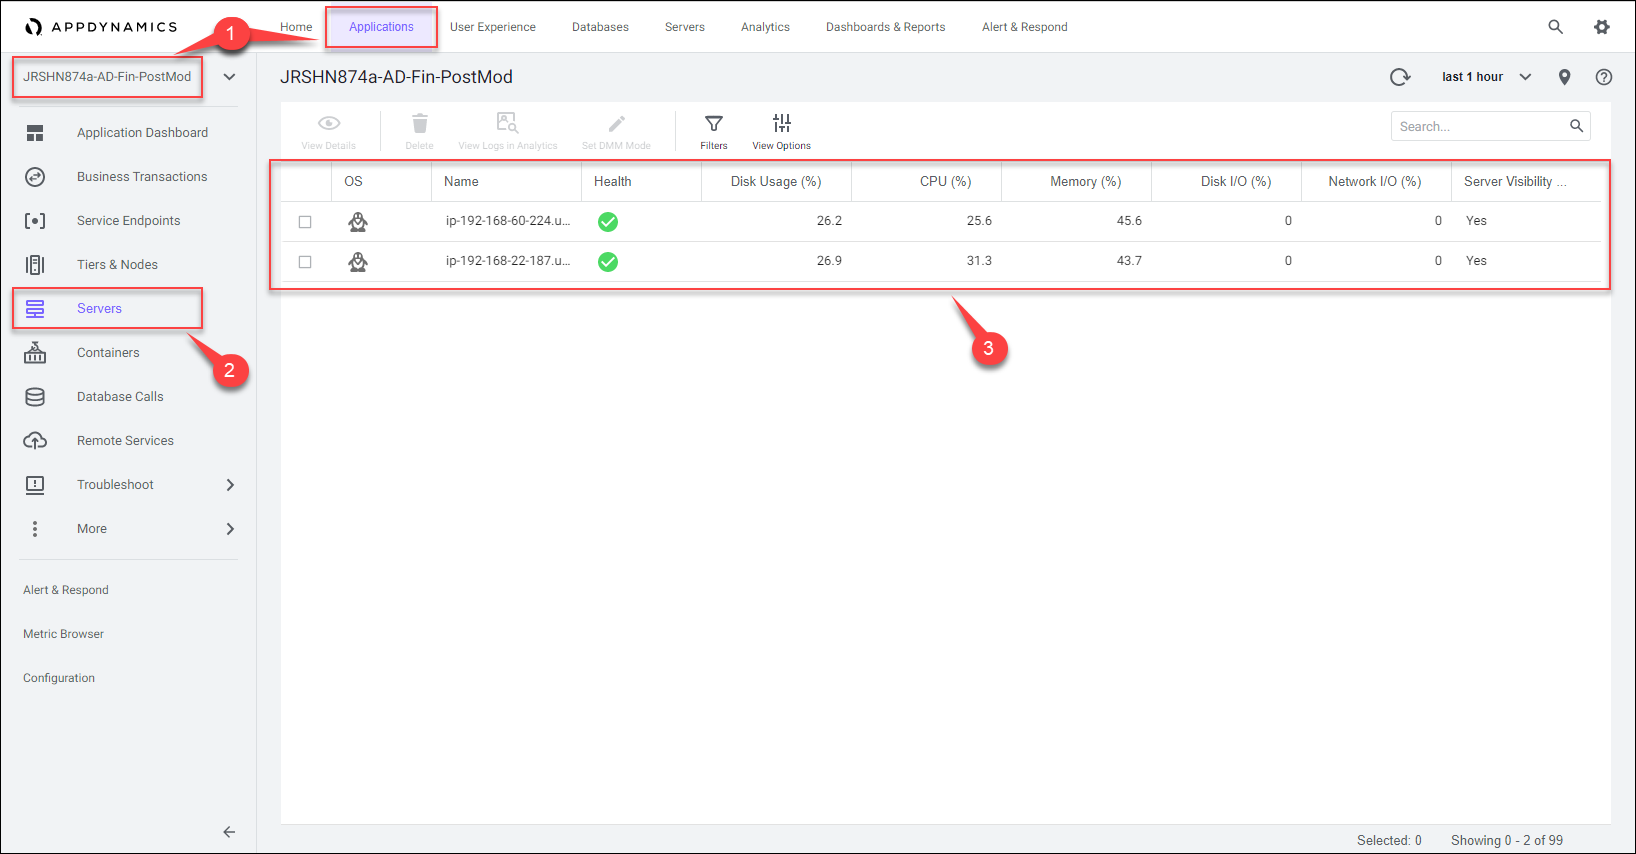 APPDYNAMICS
Home Applications User Experience Databases Servers Analytics Dashboards & Reports Alert & Respond
1
JRSHN874a-AD-Fin-PostMod
JRSHN874a-AD-Fin-PostMod
last 1 hour
Application Dashboard
Business Transactions
Service Endpoints
Tiers & Nodes
Servers
Containers
Database Calls
Remote Services
Troubleshoot
More
Alert & Respond
Metric Browser
Configuration
2
View Details Delete View Logs in Analytics Set DMM Mode Filters View Options
Search...
OS Name Health Disk Usage (%) CPU (%) Memory (%) Disk I/O (%) Network I/O (%) Server Visibility ...
ip-192-168-60-224.u... 26.2 25.6 45.6 0 0 Yes
ip-192-168-22-187.u... 26.9 31.3 43.7 0 0 Yes
3
Selected: 0 Showing 0 - 2 of 99